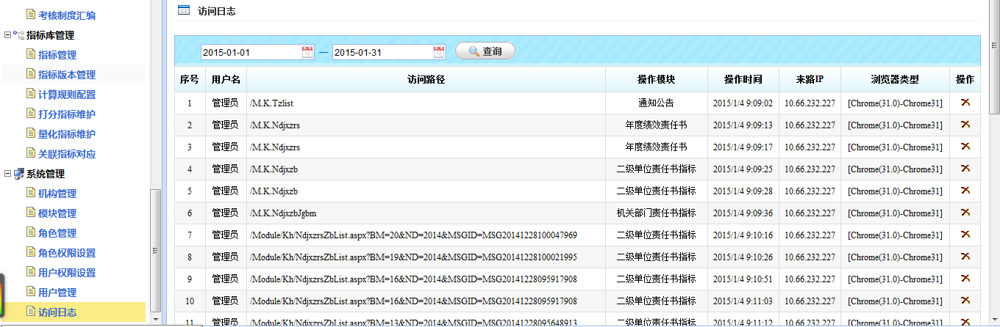 考核制度汇编
指标库管理
指标管理
指标版本管理
计算规则配置
打分指标维护
量化指标维护
关联指标对应
系统管理
机构管理
模块管理
角色管理
角色权限设置
用户权限设置
用户管理
访问日志
访问日志
2015-01-01 — 2015-01-31 查询
序号 用户名 访问路径 操作模块 操作时间 来路IP 浏览器类型 操作
1 管理员 /M.K.Tzlist 通知公告 2015/1/4 9:09:02 10.66.232.227 [Chrome(31.0)-Chrome31]
2 管理员 /M.K.Ndjxzrs 年度绩效责任书 2015/1/4 9:09:13 10.66.232.227 [Chrome(31.0)-Chrome31]
3 管理员 /M.K.Ndjxzrs 年度绩效责任书 2015/1/4 9:09:17 10.66.232.227 [Chrome(31.0)-Chrome31]
4 管理员 /M.K.Ndjxzb 二级单位责任书指标 2015/1/4 9:09:25 10.66.232.227 [Chrome(31.0)-Chrome31]
5 管理员 /M.K.Ndjxzb 二级单位责任书指标 2015/1/4 9:09:28 10.66.232.227 [Chrome(31.0)-Chrome31]
6 管理员 /M.K.NdjxzbJgbm 机关部门责任书指标 2015/1/4 9:09:36 10.66.232.227 [Chrome(31.0)-Chrome31]
7 管理员 /Module/Kh/NdjxzrsZbList.aspx?BM=20&ND=2014&MSGID=MSG20141228100047969 二级单位责任书指标 2015/1/4 9:10:16 10.66.232.227 [Chrome(31.0)-Chrome31]
8 管理员 /Module/Kh/NdjxzrsZbList.aspx?BM=19&ND=2014&MSGID=MSG20141228100021995 二级单位责任书指标 2015/1/4 9:10:26 10.66.232.227 [Chrome(31.0)-Chrome31]
9 管理员 /Module/Kh/NdjxzrsZbList.aspx?BM=16&ND=2014&MSGID=MSG20141228095917908 二级单位责任书指标 2015/1/4 9:10:51 10.66.232.227 [Chrome(31.0)-Chrome31]
10 管理员 /Module/Kh/NdjxzrsZbList.aspx?BM=16&ND=2014&MSGID=MSG20141228095917908 二级单位责任书指标 2015/1/4 9:11:03 10.66.232.227 [Chrome(31.0)-Chrome31]
11 管理员 /Module/Kh/NdjxzrsZbList.aspx?BM=13&ND=2014&MSGID=MSG20141228095648913 二级单位责任书指标 2015/1/4 9:11:12 10.66.232.227 [Chrome(31.0)-Chrome31]